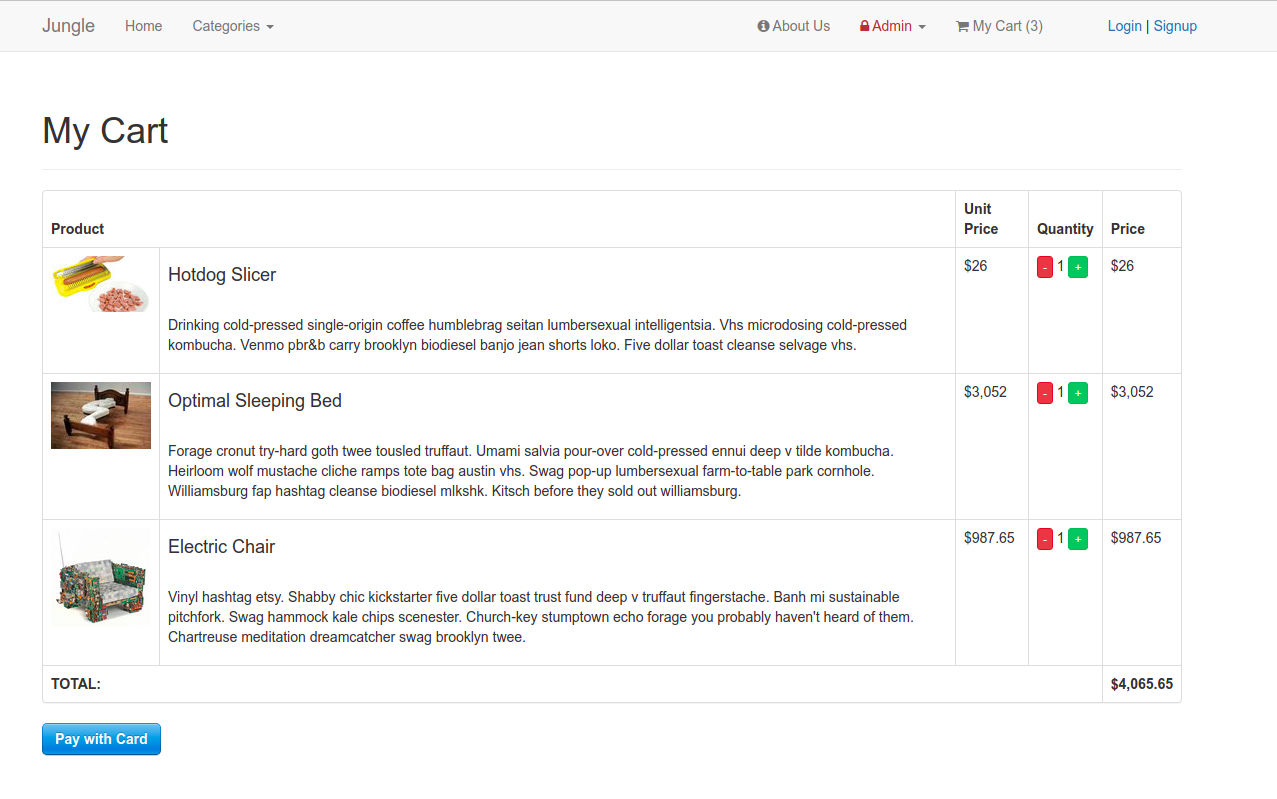 Jungle Home Categories About Us Admin My Cart (3) Login | Signup
My Cart
Product Unit Price Quantity Price
Hotdog Slicer $26 - 1 + $26
Drinking cold-pressed single-origin coffee humblebrag seitan lumbersexual intelligentsia. Vhs microdosing cold-pressed
kombucha. Venmo pbr&b carry brooklyn biodiesel banjo jean shorts loko. Five dollar toast cleanse selvage vhs.
Optimal Sleeping Bed $3,052 - 1 + $3,052
Forage cronut try-hard goth twee tousled truffaut. Umami salvia pour-over cold-pressed ennui deep v tilde kombucha.
Heirloom wolf mustache cliche ramps tote bag austin vhs. Swag pop-up lumbersexual farm-to-table park cornhole.
Williamsburg fap hashtag cleanse biodiesel mlkshk. Kitsch before they sold out williamsburg.
Electric Chair $987.65 - 1 + $987.65
Vinyl hashtag etsy. Shabby chic kickstarter five dollar toast trust fund deep v truffaut fingerstache. Banh mi sustainable
pitchfork. Swag hammock kale chips scenester. Church-key stumptown echo forage you probably haven't heard of them.
Chartreuse meditation dreamcatcher swag brooklyn twee.
TOTAL: $4,065.65
Pay with Card